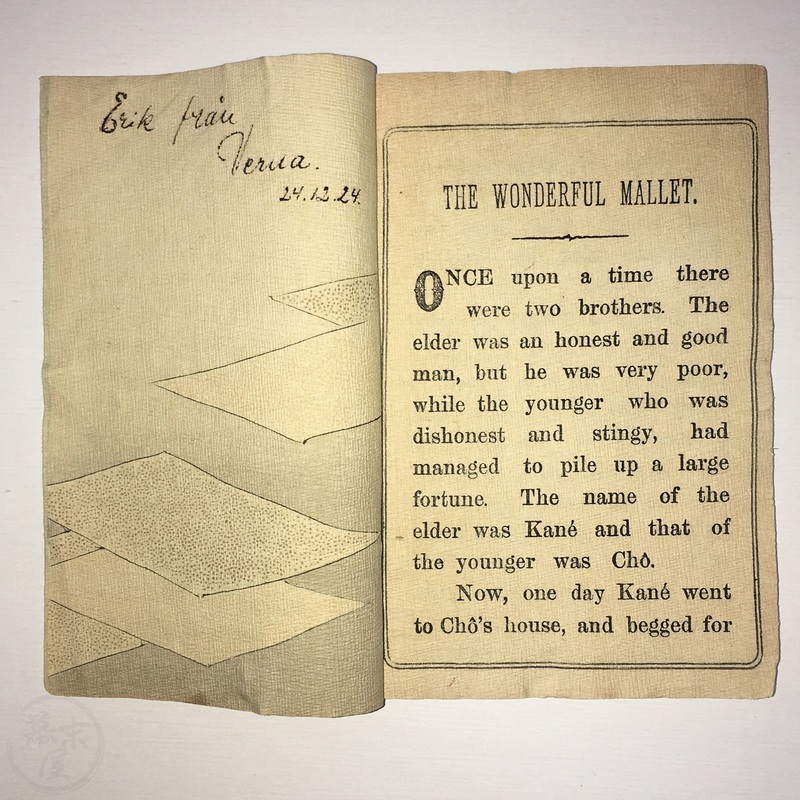 Erik från
Verna.
24.12.24.
THE WONDERFUL MALLET.
ONCE upon a time there
were two brothers. The
elder was an honest and good
man, but he was very poor,
while the younger who was
dishonest and stingy, had
managed to pile up a large
fortune. The name of the
elder was Kané and that of
the younger was Chô.
Now, one day Kané went
to Chô's house, and begged for
幕末屋